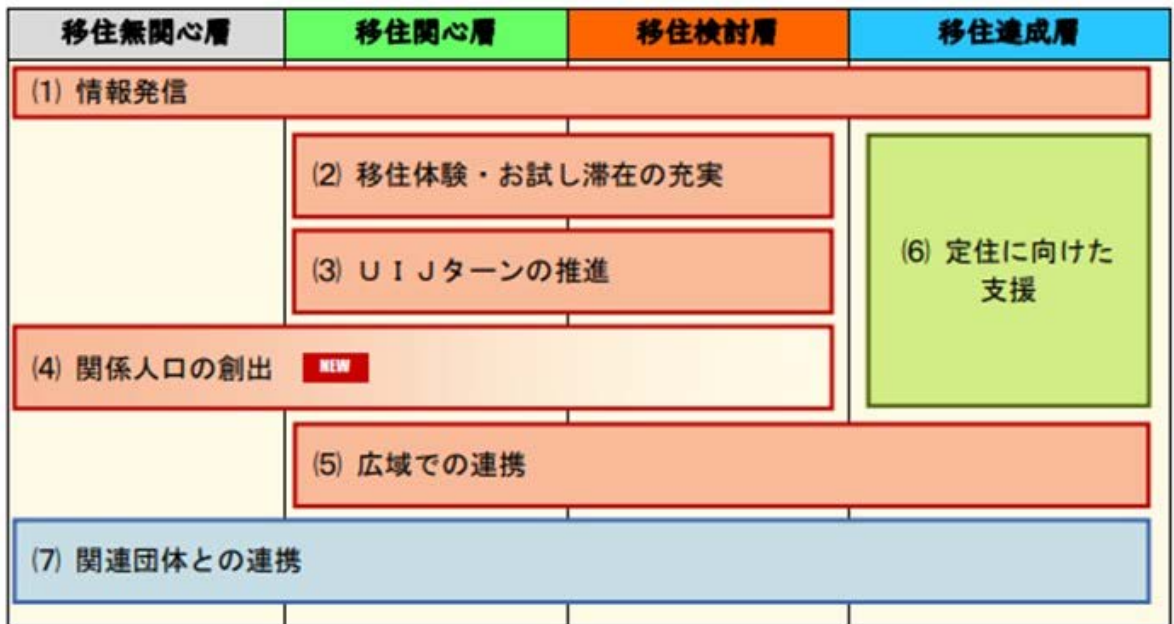 移住無関心層 移住関心層 移住検討層 移住達成層
⑴ 情報発信
⑵ 移住体験・お試し滞在の充実
⑶ ＵＩＪターンの推進
⑷ 関係人口の創出 NEW
⑸ 広域での連携
⑹ 定住に向けた
支援
⑺ 関連団体との連携